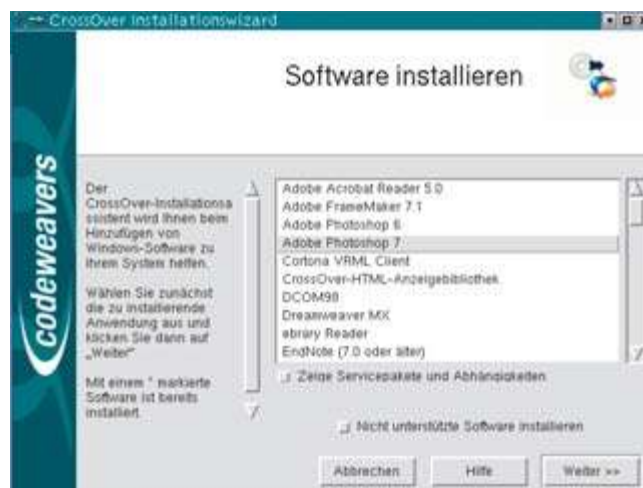 CrossOver Installationswizard
Software installieren
codeweavers
Der
CrossOver-Installationsa
ssistent wird Ihnen beim
Hinzufügen von
Windows-Software zu
Ihrem System helfen.
Wählen Sie zunächst
die zu installierende
Anwendung aus und
klicken Sie dann auf
„Weiter"
Mit einem * markierte
Software ist bereits
installiert.
Adobe Acrobat Reader 5.0
Adobe FrameMaker 7.1
Adobe Photoshop 6
Adobe Photoshop 7
Cortona VRML Client
CrossOver-HTML-Anzeigebibliothek
DCOM98
Dreamweaver MX
ebrary Reader
EndNote (7.0 oder älter)
Zeige Servicepakete und Abhängigkeiten
Nicht unterstützte Software installieren
Abbrechen
Hilfe
Weiter >>